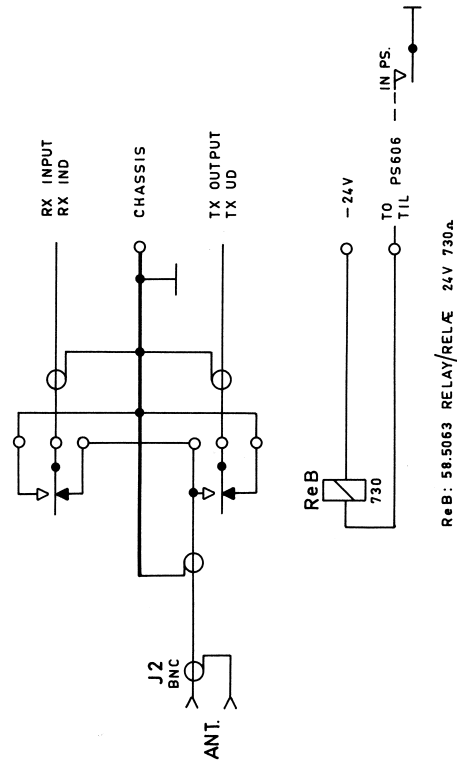 RX INPUT
RX IND
CHASSIS
TX OUTPUT
TX UD
J2
BNC
ANT.
-24V
TO
TIL PS606
IN PS.
ReB
730
ReB: 58.5063 RELAY/RELÆ 24V 730Ω